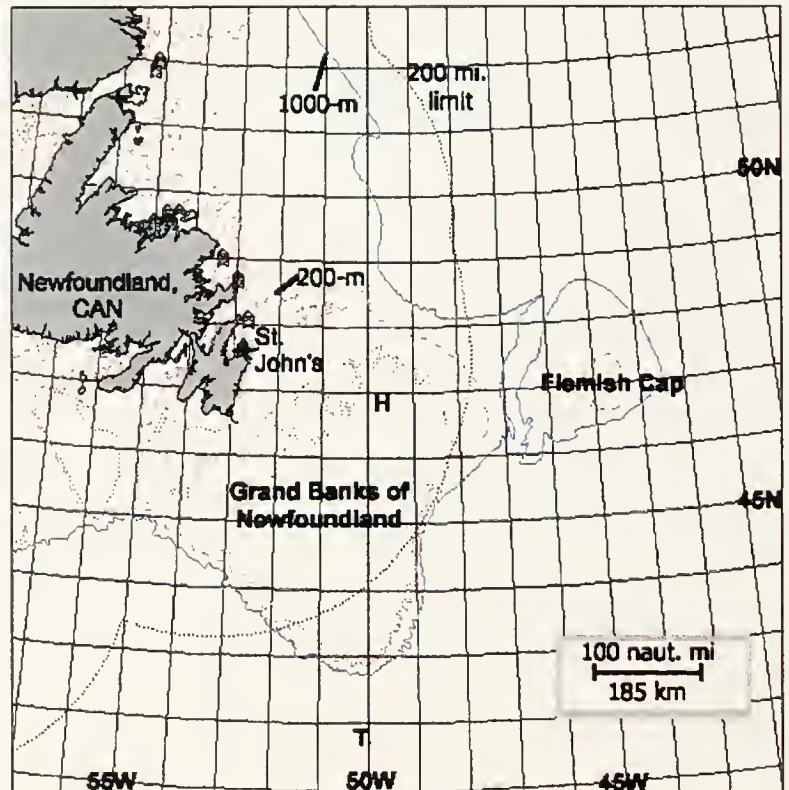 200 mi.
limit
1000-m
50N
200-m
Newfoundland,
CAN
St.
John's
Flemish Cap
H
Grand Banks of
Newfoundland
45N
100 naut. mi
185 km
T
55W
50W
45W